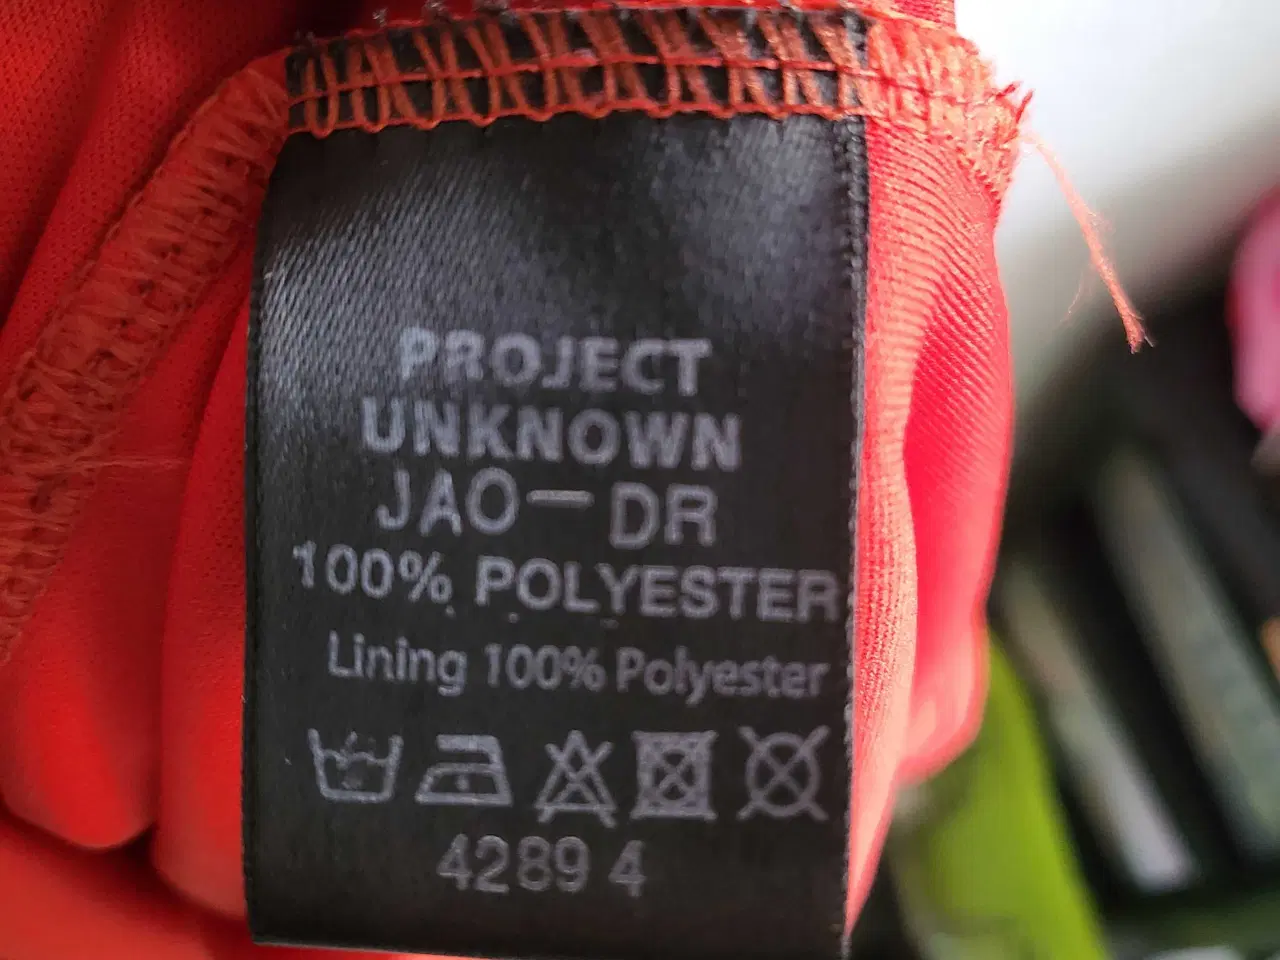 PROJECT
UNKNOWN
JAO-DR
100% POLYESTER
Lining 100% Polyester
4289 4